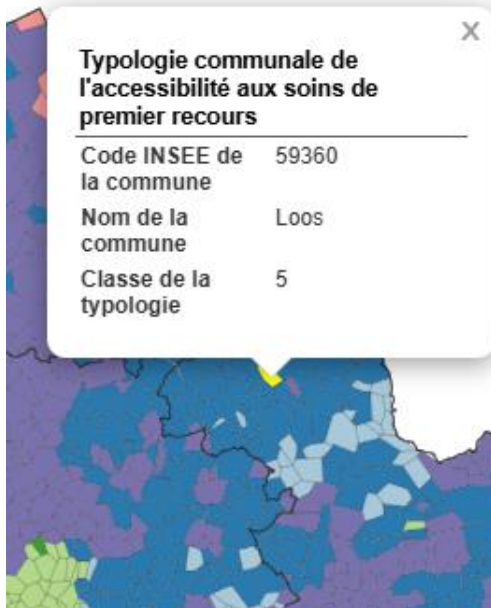 X
Typologie communale de
l'accessibilité aux soins de
premier recours
Code INSEE de 59360
la commune
Nom de la Loos
commune
Classe de la 5
typologie